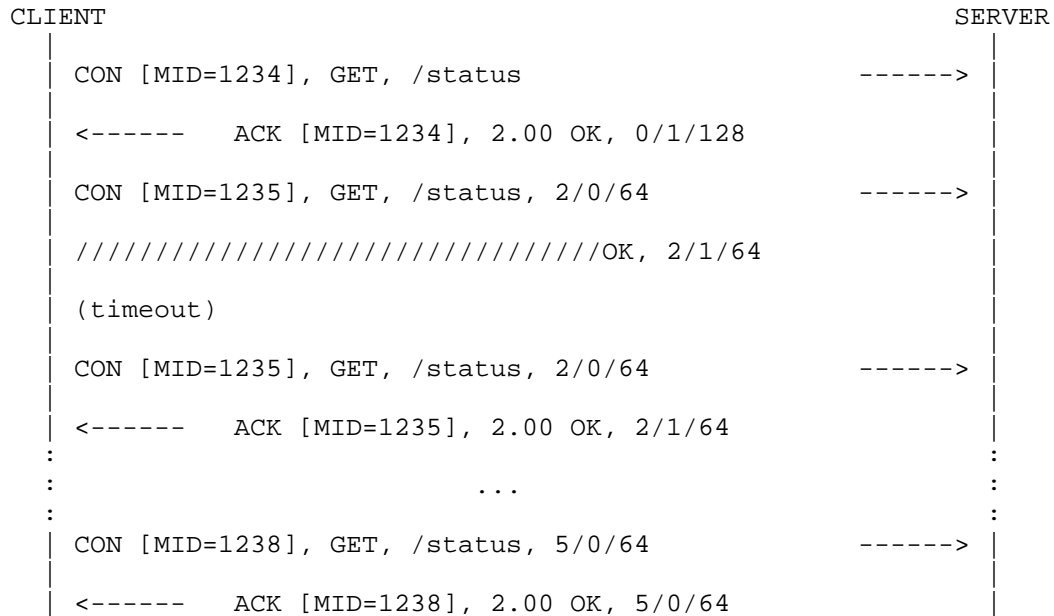 CLIENT SERVER
| |
| CON [MID=1234], GET, /status ------> |
| |
| <------ ACK [MID=1234], 2.00 OK, 0/1/128 |
| |
| CON [MID=1235], GET, /status, 2/0/64 ------> |
| |
| //////////////////////////////////OK, 2/1/64 |
| |
| (timeout) |
| |
| CON [MID=1235], GET, /status, 2/0/64 ------> |
| |
| <------ ACK [MID=1235], 2.00 OK, 2/1/64 |
: :
: ... :
: :
| CON [MID=1238], GET, /status, 5/0/64 ------> |
| |
| <------ ACK [MID=1238], 2.00 OK, 5/0/64 |